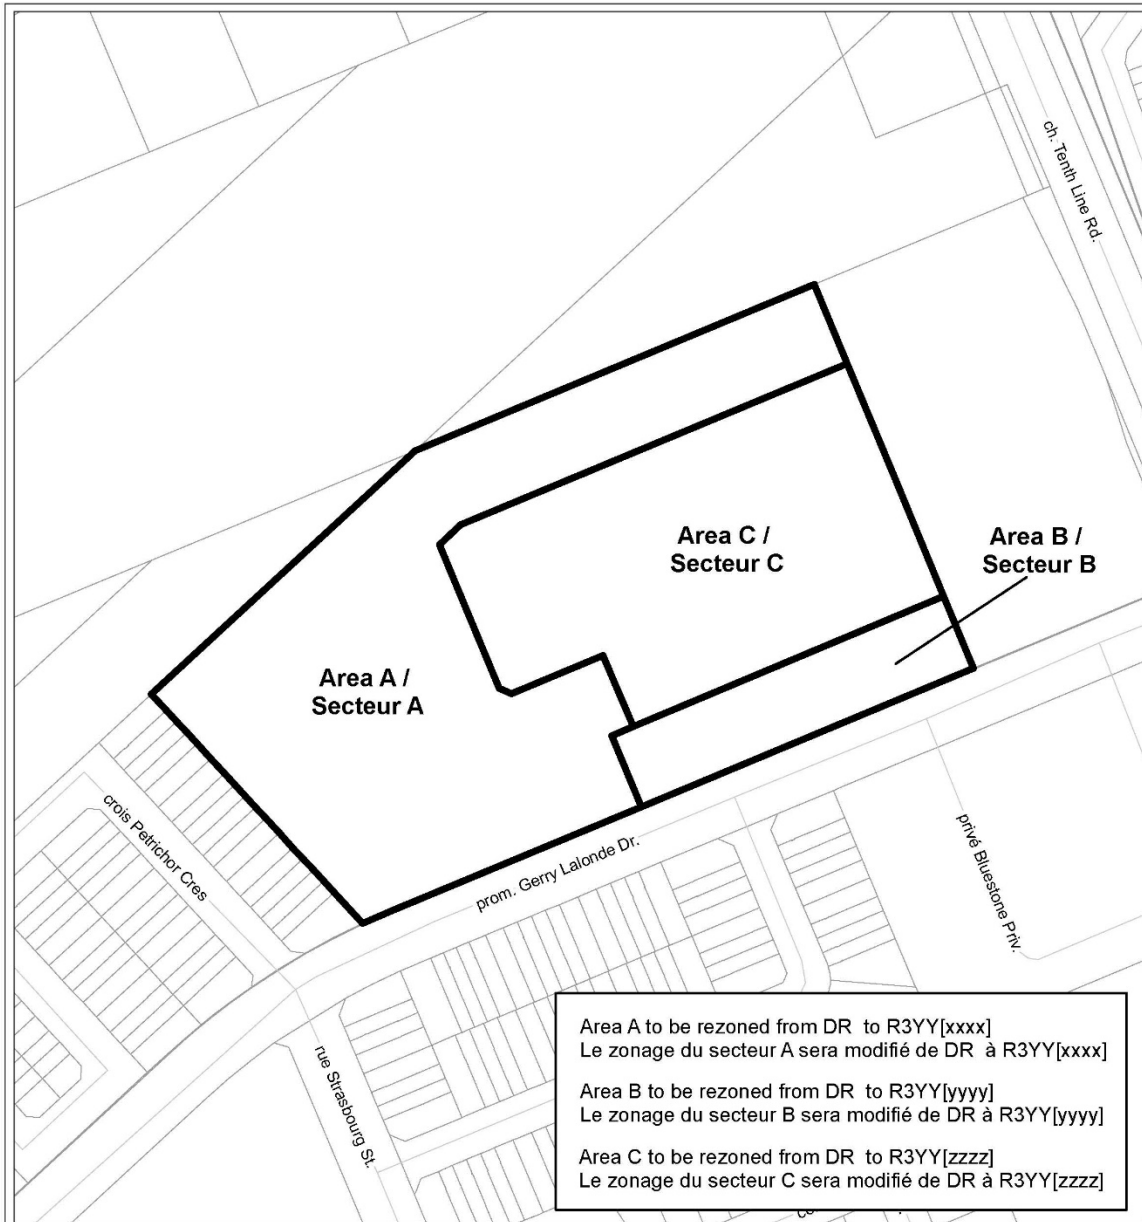 ch. Tenth Line Rd.
Area C /
Secteur C
Area B /
Secteur B
Area A /
Secteur A
crois Petrichor Cres
prom. Gerry Lalonde Dr.
privé Bluestone Priv.
rue Strasbourg St.
Area A to be rezoned from DR to R3YY[xxxx]
Le zonage du secteur A sera modifié de DR à R3YY[xxxx]
Area B to be rezoned from DR to R3YY[yyyy]
Le zonage du secteur B sera modifié de DR à R3YY[yyyy]
Area C to be rezoned from DR to R3YY[zzzz]
Le zonage du secteur C sera modifié de DR à R3YY[zzzz]